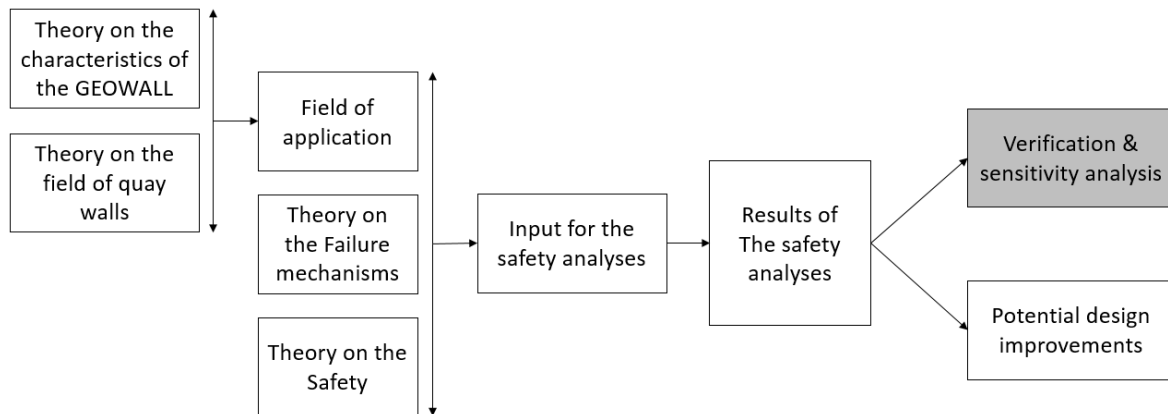 Theory on the
characteristics of
the GEOWALL
Theory on the
field of quay
walls
Field of
application
Theory on
the Failure
mechanisms
Theory on the
Safety
Input for the
safety analyses
Results of
The safety
analyses
Verification &
sensitivity analysis
Potential design
improvements